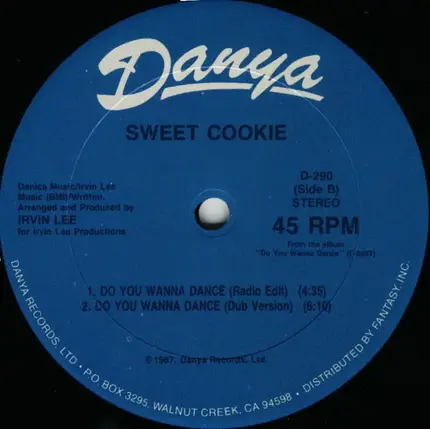 Danya
SWEET COOKIE
D-290
(Side B)
STEREO
45 RPM
From the album
"Do You Wanna Dance"
Danica Music/Irvin Lee
Music (BMI)/Written,
Arranged and Produced by
IRVIN LEE
for Irvin Lee Productions
1. DO YOU WANNA DANCE (Radio Edit) (4:35)
2. DO YOU WANNA DANCE (Dub Version) (6:10)
© 1987, Danya Records, Ltd.
DANYA RECORDS, LTD • PO BOX 3295, WALNUT CREEK, CA 94598 • DISTRIBUTED BY FANTASY, INC.